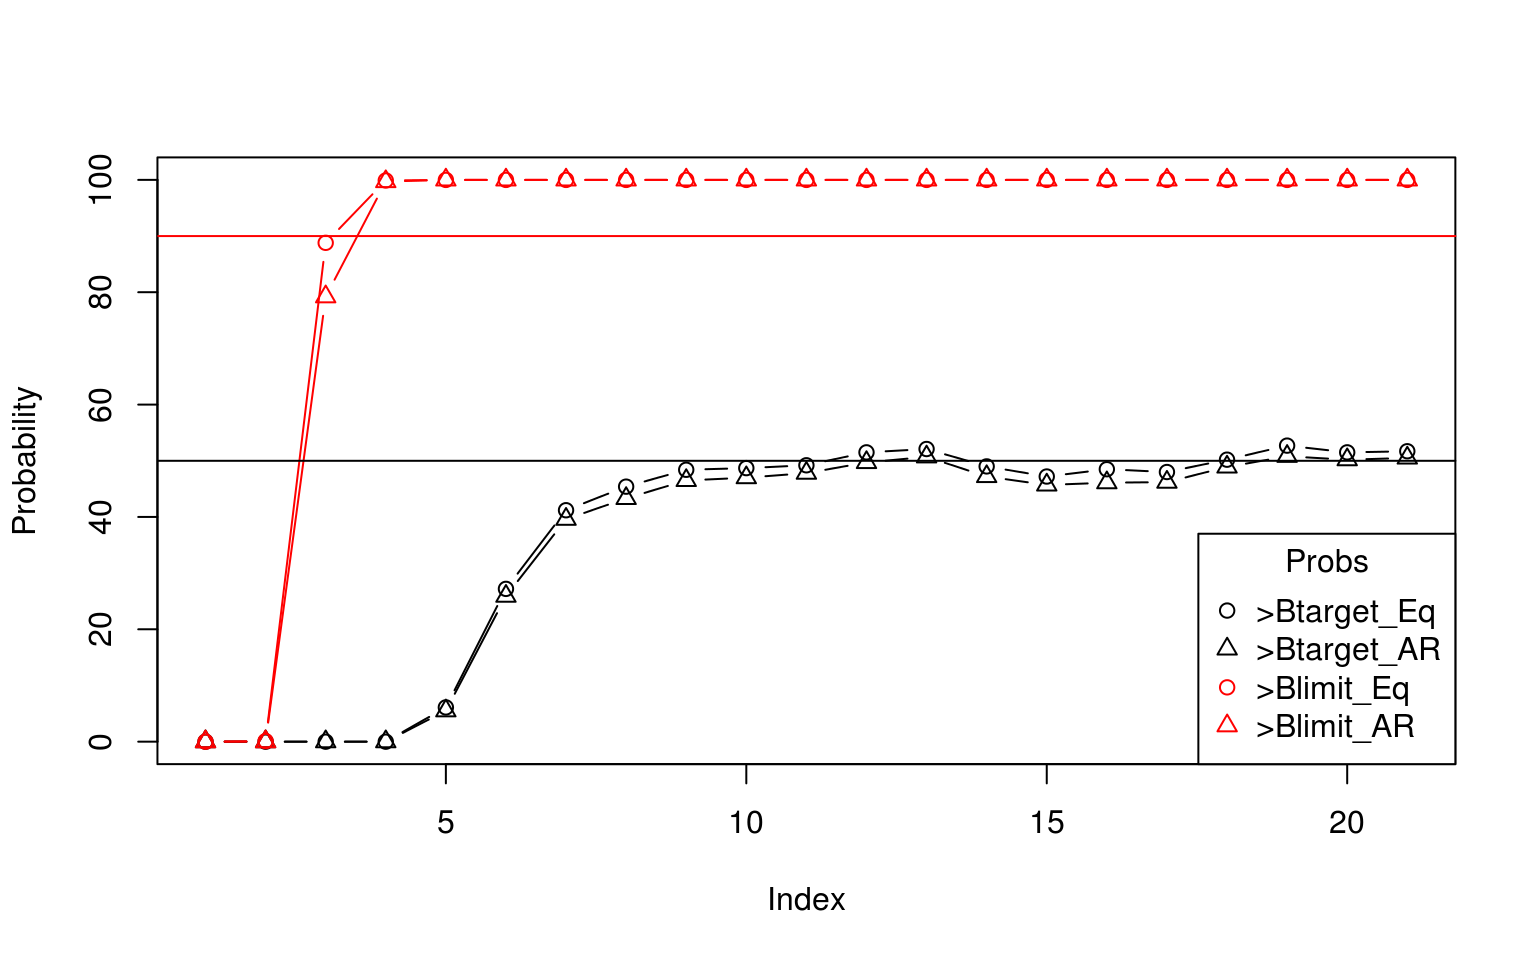 100
80
60
40
20
0
Probability
5 10 15 20
Index
Probs
>Btarget_Eq
>Btarget_AR
>Blimit_Eq
>Blimit_AR